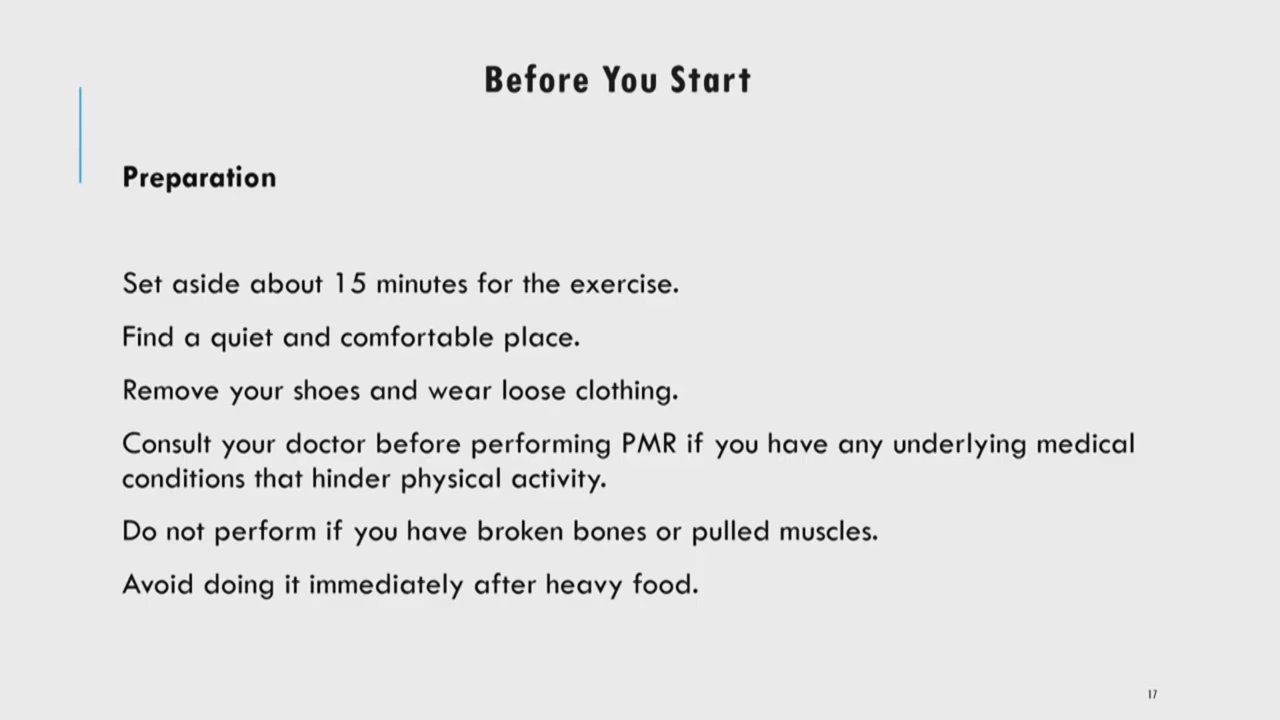 Before You Start
Preparation
Set aside about 15 minutes for the exercise.
Find a quiet and comfortable place.
Remove your shoes and wear loose clothing.
Consult your doctor before performing PMR if you have any underlying medical
conditions that hinder physical activity.
Do not perform if you have broken bones or pulled muscles.
Avoid doing it immediately after heavy food.
17